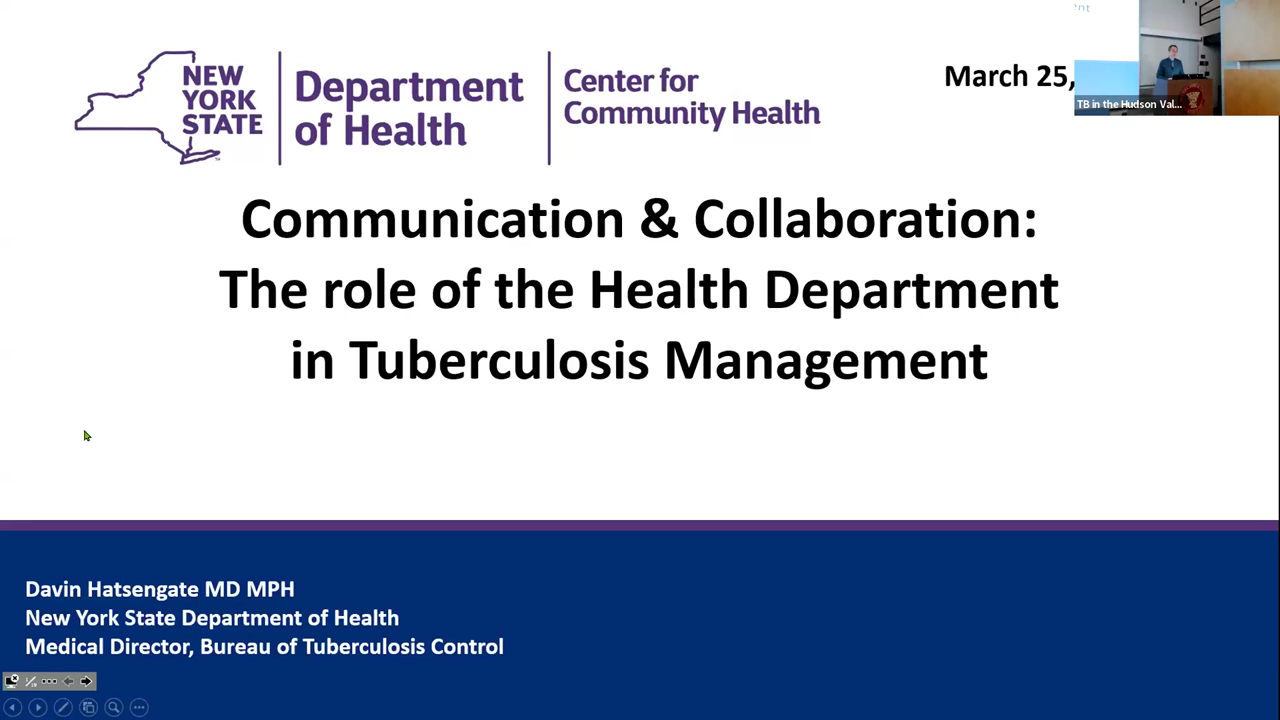 NEW
YORK
STATE
Department
of Health
Center for
Community Health
March 25,
TB in the Hudson Val...
Communication & Collaboration:
The role of the Health Department
in Tuberculosis Management
Davin Hatsengate MD MPH
New York State Department of Health
Medical Director, Bureau of Tuberculosis Control